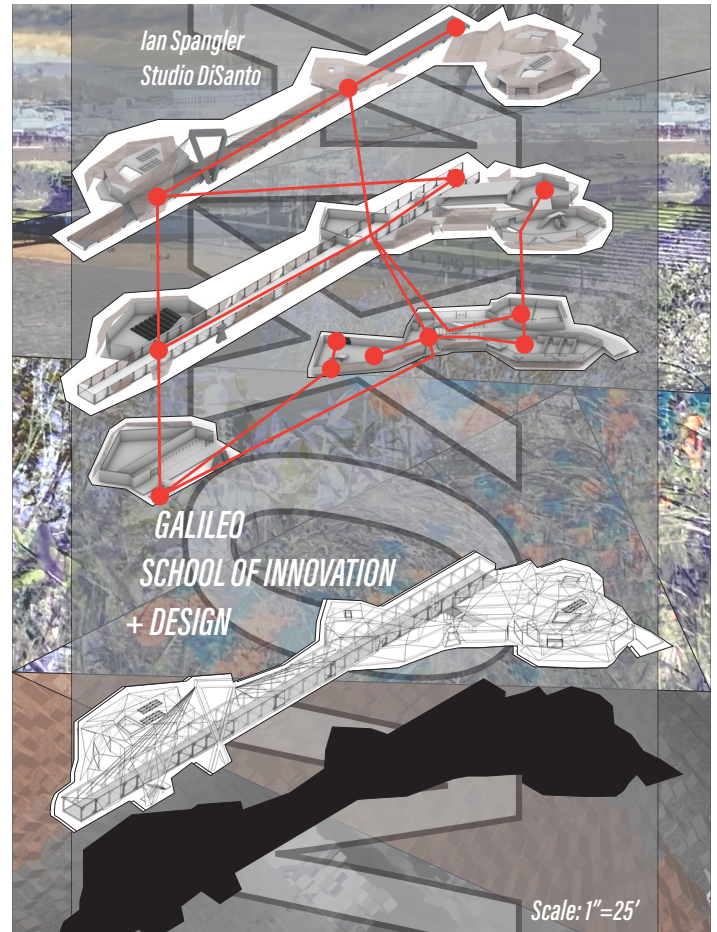 Ian Spangler
Studio DiSanto
GALILEO
SCHOOL OF INNOVATION
+ DESIGN
Scale: 1"=25'